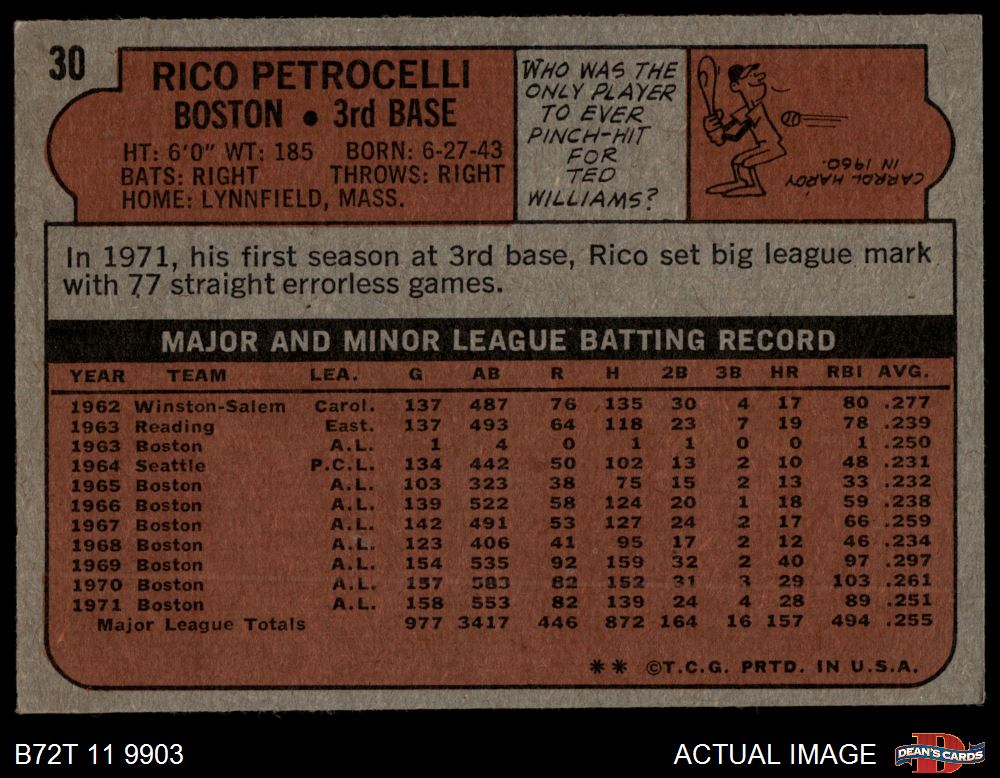 30
RICO PETROCELLI
BOSTON • 3rd BASE
HT: 6'0" WT: 185 BORN: 6-27-43
BATS: RIGHT THROWS: RIGHT
HOME: LYNNFIELD, MASS.
WHO WAS THE
ONLY PLAYER
TO EVER
PINCH-HIT
FOR
TED
WILLIAMS?
CARROL HARDY
IN 1960.
In 1971, his first season at 3rd base, Rico set big league mark
with 77 straight errorless games.
MAJOR AND MINOR LEAGUE BATTING RECORD
YEAR TEAM LEA. G AB R H 2B 3B HR RBI AVG.
1962 Winston-Salem Carol. 137 487 76 135 30 4 17 80 .277
1963 Reading East. 137 493 64 118 23 7 19 78 .239
1963 Boston A.L. 1 4 0 1 1 0 0 1 .250
1964 Seattle P.C.L. 134 442 50 102 13 2 10 48 .231
1965 Boston A.L. 103 323 38 75 15 2 13 33 .232
1966 Boston A.L. 139 522 58 124 20 1 18 59 .238
1967 Boston A.L. 142 491 53 127 24 2 17 66 .259
1968 Boston A.L. 123 406 41 95 17 2 12 46 .234
1969 Boston A.L. 154 535 92 159 32 2 40 97 .297
1970 Boston A.L. 157 583 82 152 31 3 29 103 .261
1971 Boston A.L. 158 553 82 139 24 4 28 89 .251
Major League Totals 977 3417 446 872 164 16 157 494 .255
** ©T.C.G. PRTD. IN U.S.A.
B72T 11 9903
ACTUAL IMAGE
D
DEAN'S CARDS